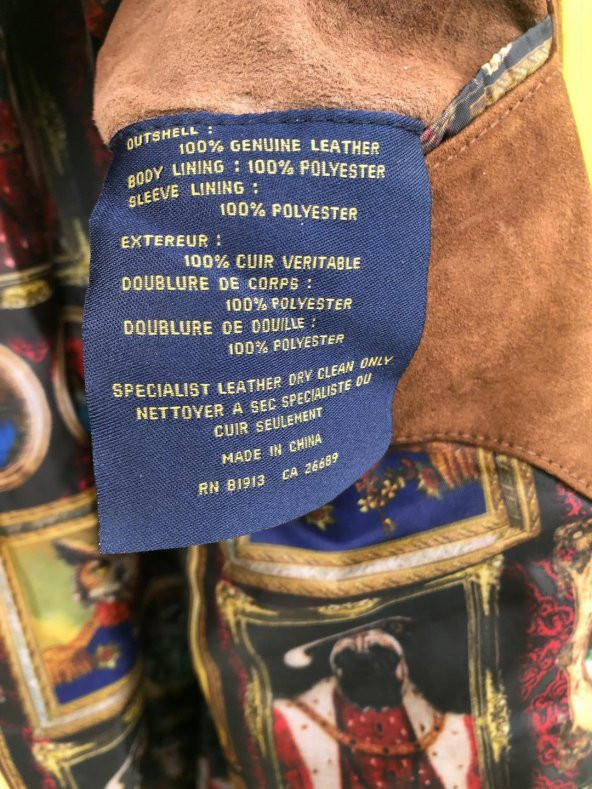 OUTSHELL :
100% GENUINE LEATHER
BODY LINING : 100% POLYESTER
SLEEVE LINING :
100% POLYESTER
EXTEREUR :
100% CUIR VERITABLE
DOUBLURE DE CORPS :
100% POLYESTER
DOUBLURE DE DOUILLE :
100% POLYESTER
SPECIALIST LEATHER DRY CLEAN ONLY
NETTOYER A SEC SPECIALISTE OU
CUIR SEULEMENT
MADE IN CHINA
RN 81913 CA 26689